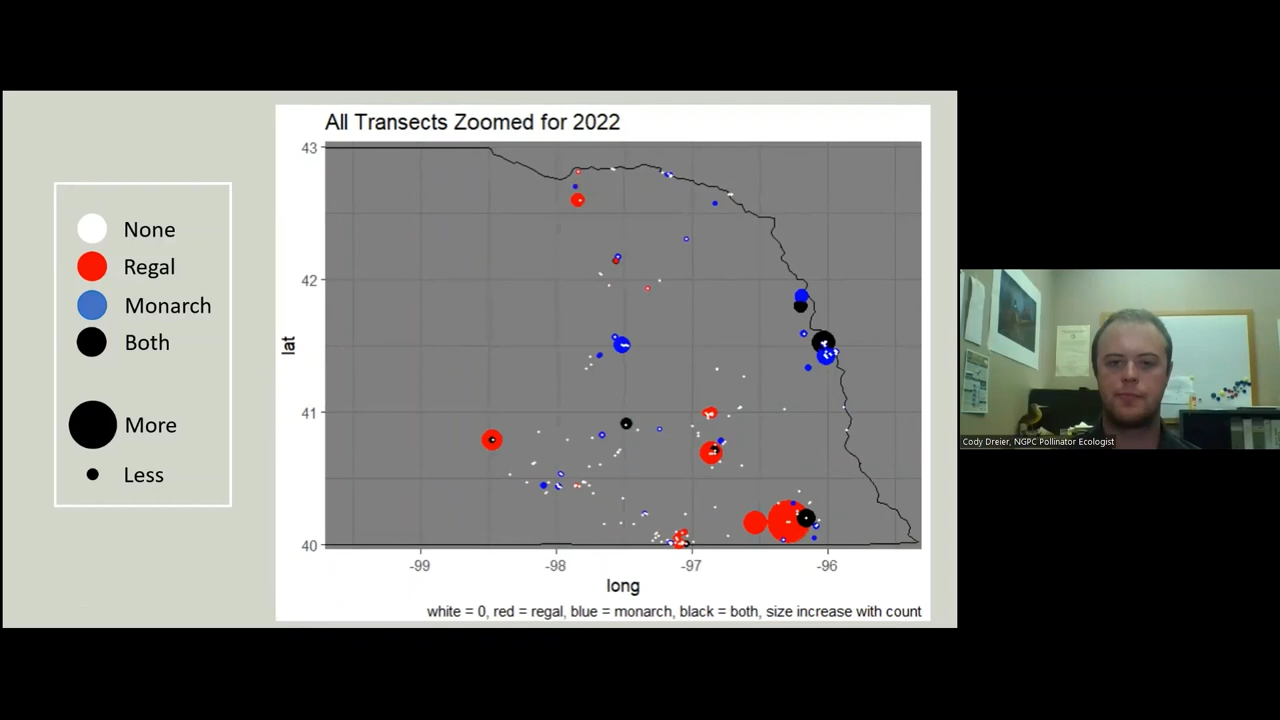 All Transects Zoomed for 2022
None
Regal
Monarch
Both
More
Less
lat
43
42
41
40
-99
-98
-97
-96
long
white = 0, red = regal, blue = monarch, black = both, size increase with count
Cody Dreier, NGPC Pollinator Ecologist